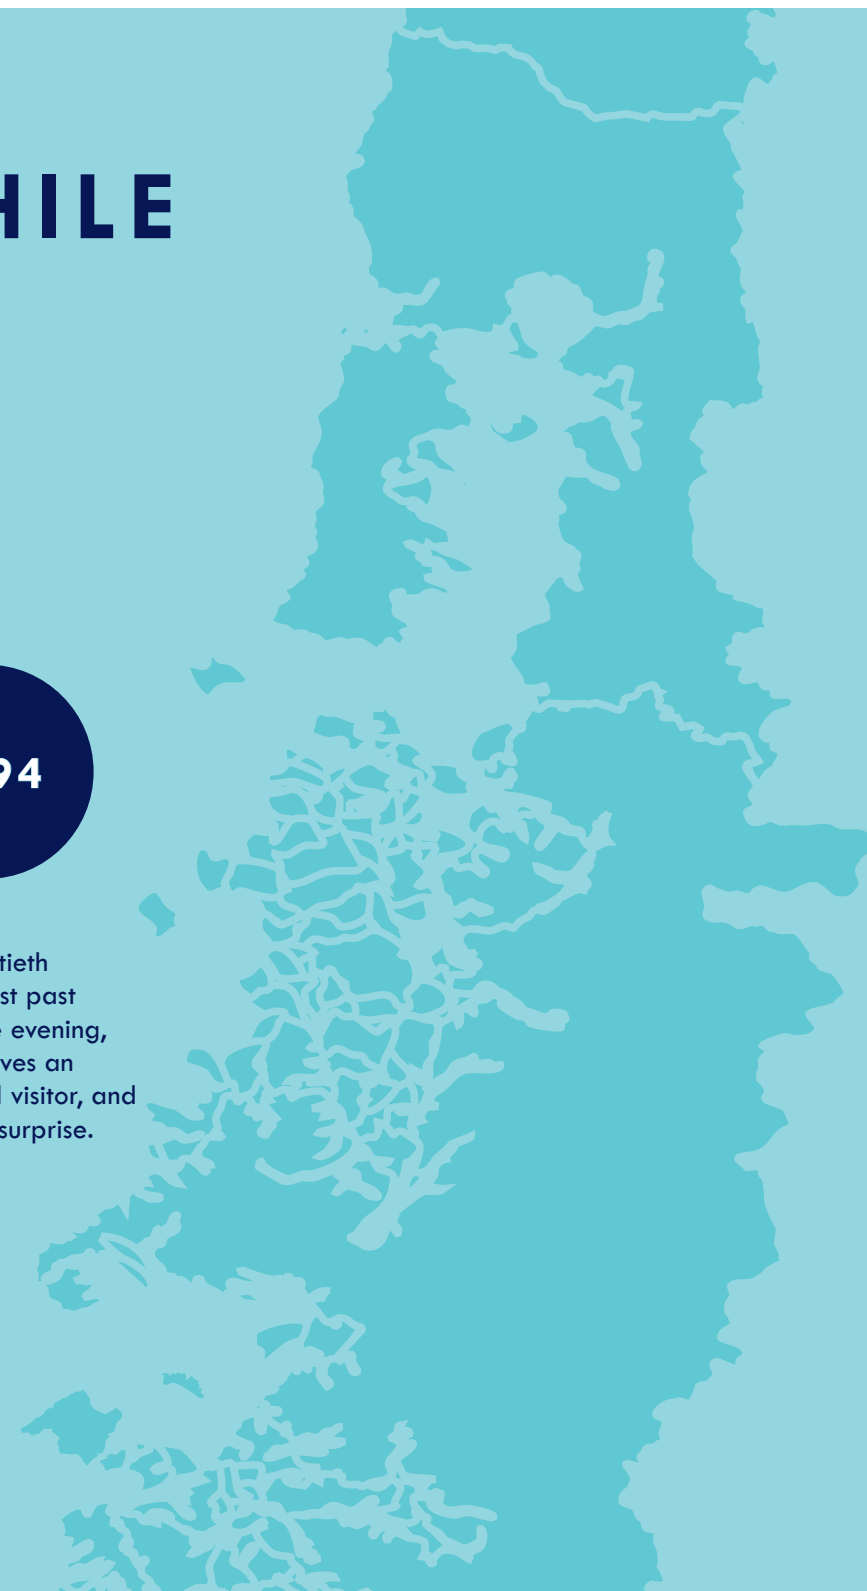 HILE
94
tieth
st past
e evening,
ves an
l visitor, and
surprise.